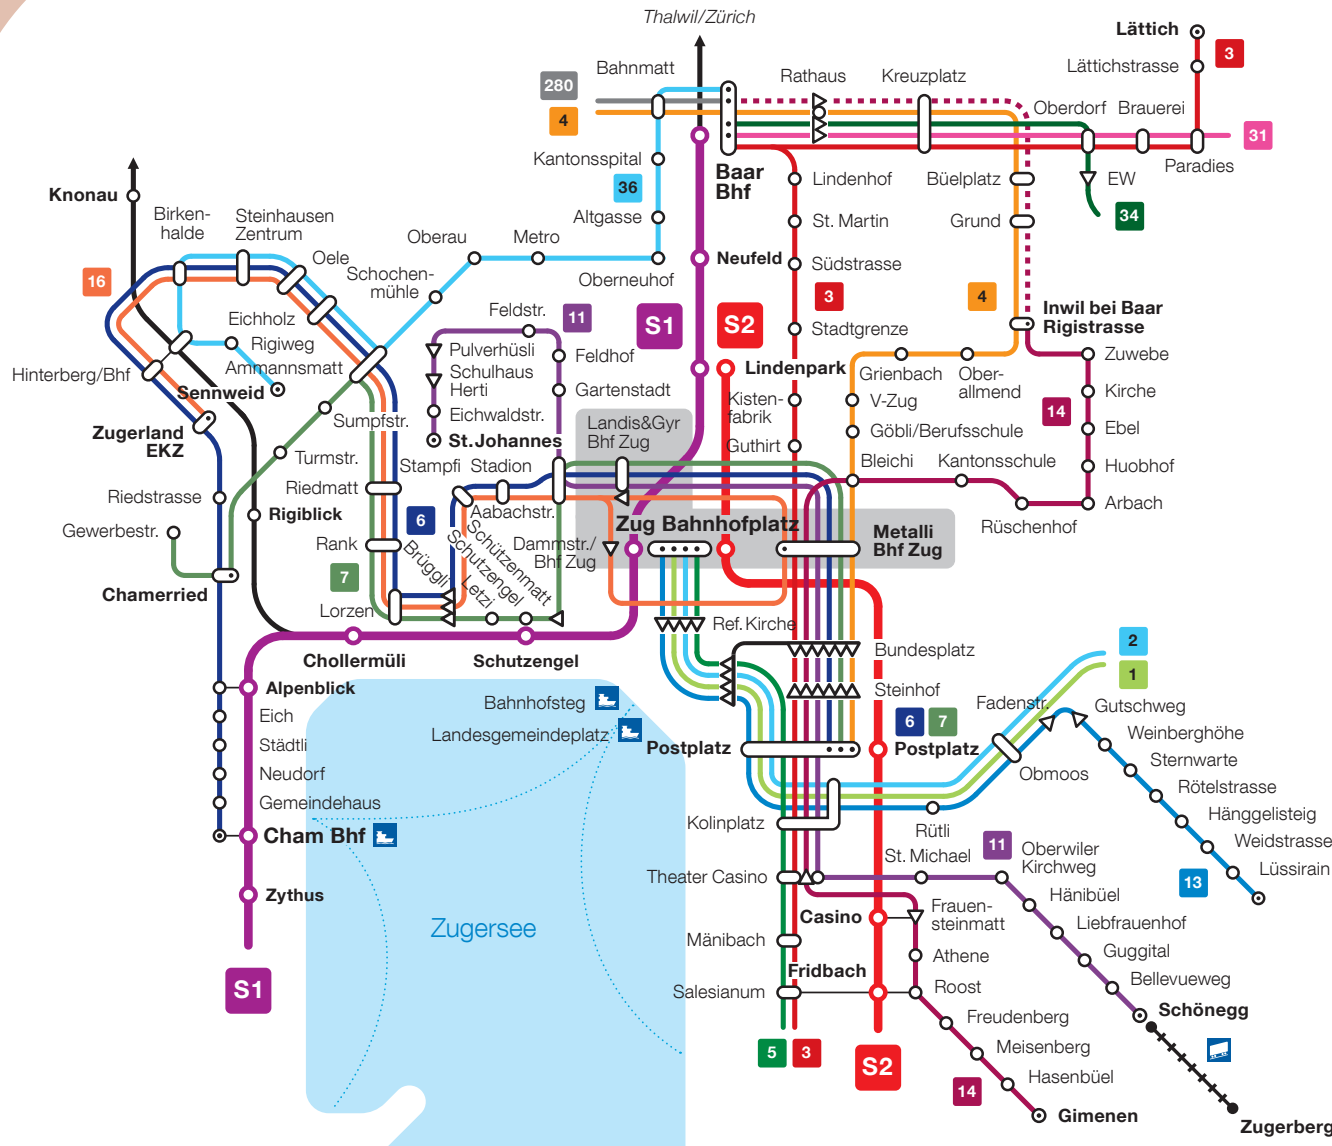 Thalwil/Zürich
Lättich
3
Lättichstrasse
Bahnmatt
Rathaus
Kreuzplatz
280
4
Oberdorf
Brauerei
31
Paradies
Kantonsspital
36
Altgasse
Baar
Bhf
Lindenhof
Büelplatz
EW
34
St. Martin
Grund
Knonau
Birken-
halde
Steinhausen
Zentrum
Oele
Oberau
Metro
Oberneuhof
Neufeld
Südstrasse
16
Schochen-
mühle
3
4
Inwil bei Baar
Rigistrasse
Feldstr.
11
S1
S2
Stadtgrenze
Eichholz
Rigiweg
Ammannsmatt
Pulverhüsli
Schulhaus
Herti
Feldhof
Zuwebe
Hinterberg/Bhf
Sennweid
Eichwaldstr.
Gartenstadt
Lindenpark
Grienbach
Ober-
allmend
Kirche
Kisten-
fabrik
V-Zug
14
Sumpfstr.
Landis&Gyr
Bhf Zug
Göbli/Berufsschule
Ebel
Zugerland
EKZ
St.Johannes
Guthirt
Turmstr.
Stampfi
Stadion
Bleichi
Kantonsschule
Huobhof
Riedstrasse
Riedmatt
Aabachstr.
Rüschenhof
Arbach
Rigiblick
6
Gewerbestr.
Rank
Brüggli
Schutzengel
Schützenmatt
Letzi
Dammstr./
Bhf Zug
Zug Bahnhofplatz
Metalli
Bhf Zug
7
Chamerried
Lorzen
Ref. Kirche
Chollermüli
Schutzengel
Bundesplatz
2
1
Alpenblick
Steinhof
Bahnhofsteg
Eich
Landesgemeindeplatz
6
7
Fadenstr.
Gutschweg
Städtli
Postplatz
Postplatz
Weinberghöhe
Neudorf
Obmoos
Sternwarte
Gemeindehaus
Rötelstrasse
Cham Bhf
Kolinplatz
Rütli
Hänggelisteig
St. Michael
11
Oberwiler
Kirchweg
Weidstrasse
Zythus
Theater Casino
13
Lüssirain
Casino
Frauen-
steinmatt
Hänibüel
Zugersee
Mänibach
Liebfrauenhof
Athene
Guggital
Fridbach
Bellevueweg
S1
Salesianum
Roost
Schönegg
Freudenberg
5
3
S2
Meisenberg
14
Hasenbüel
Gimenen
Zugerberg